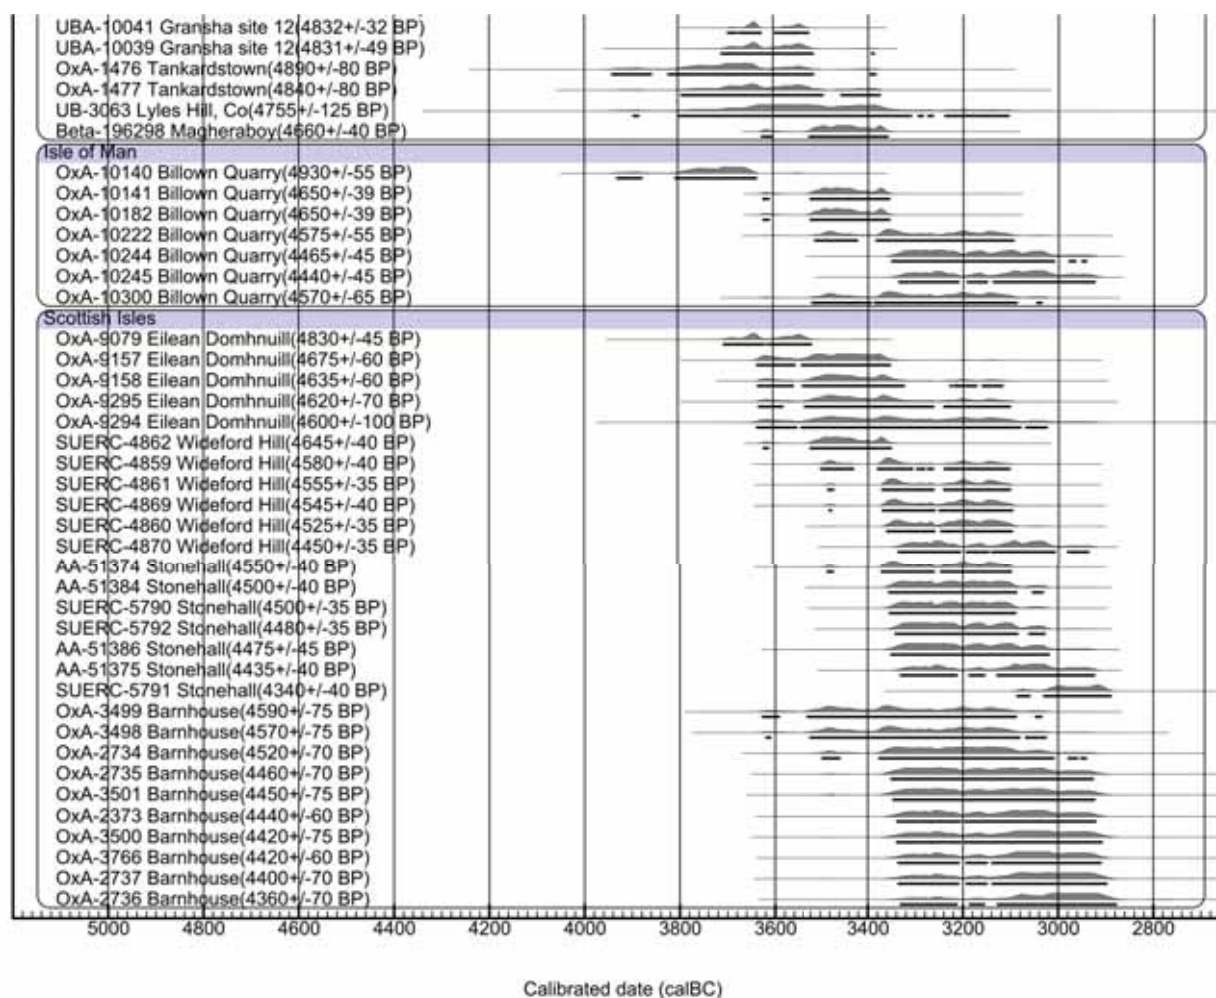 UBA-10041 Gransha site 12(4832+/-32 BP)
UBA-10039 Gransha site 12(4831+/-49 BP)
OxA-1476 Tankardstown(4890+/-80 BP)
OxA-1477 Tankardstown(4840+/-80 BP)
UB-3063 Lyles Hill, Co(4755+/-125 BP)
Beta-196298 Magheraboy(4660+/-40 BP)
Isle of Man
OxA-10140 Billown Quarry(4930+/-55 BP)
OxA-10141 Billown Quarry(4650+/-39 BP)
OxA-10182 Billown Quarry(4650+/-39 BP)
OxA-10222 Billown Quarry(4575+/-55 BP)
OxA-10244 Billown Quarry(4465+/-45 BP)
OxA-10245 Billown Quarry(4440+/-45 BP)
OxA-10300 Billown Quarry(4570+/-65 BP)
Scottish Isles
OxA-9079 Eilean Domhnuill(4830+/-45 BP)
OxA-9157 Eilean Domhnuill(4675+/-60 BP)
OxA-9158 Eilean Domhnuill(4635+/-60 BP)
OxA-9295 Eilean Domhnuill(4620+/-70 BP)
OxA-9294 Eilean Domhnuill(4600+/-100 BP)
SUERC-4862 Wideford Hill(4645+/-40 BP)
SUERC-4859 Wideford Hill(4580+/-40 BP)
SUERC-4861 Wideford Hill(4555+/-35 BP)
SUERC-4869 Wideford Hill(4545+/-40 BP)
SUERC-4860 Wideford Hill(4525+/-35 BP)
SUERC-4870 Wideford Hill(4450+/-35 BP)
AA-51374 Stonehall(4550+/-40 BP)
AA-51384 Stonehall(4500+/-40 BP)
SUERC-5790 Stonehall(4500+/-35 BP)
SUERC-5792 Stonehall(4480+/-35 BP)
AA-51386 Stonehall(4475+/-45 BP)
AA-51375 Stonehall(4435+/-40 BP)
SUERC-5791 Stonehall(4340+/-40 BP)
OxA-3499 Barnhouse(4590+/-75 BP)
OxA-3498 Barnhouse(4570+/-75 BP)
OxA-2734 Barnhouse(4520+/-70 BP)
OxA-2735 Barnhouse(4460+/-70 BP)
OxA-3501 Barnhouse(4450+/-75 BP)
OxA-2373 Barnhouse(4440+/-60 BP)
OxA-3500 Barnhouse(4420+/-75 BP)
OxA-3766 Barnhouse(4420+/-60 BP)
OxA-2737 Barnhouse(4400+/-70 BP)
OxA-2736 Barnhouse(4360+/-70 BP)
5000 4800 4600 4400 4200 4000 3800 3600 3400 3200 3000 2800
Calibrated date (calBC)